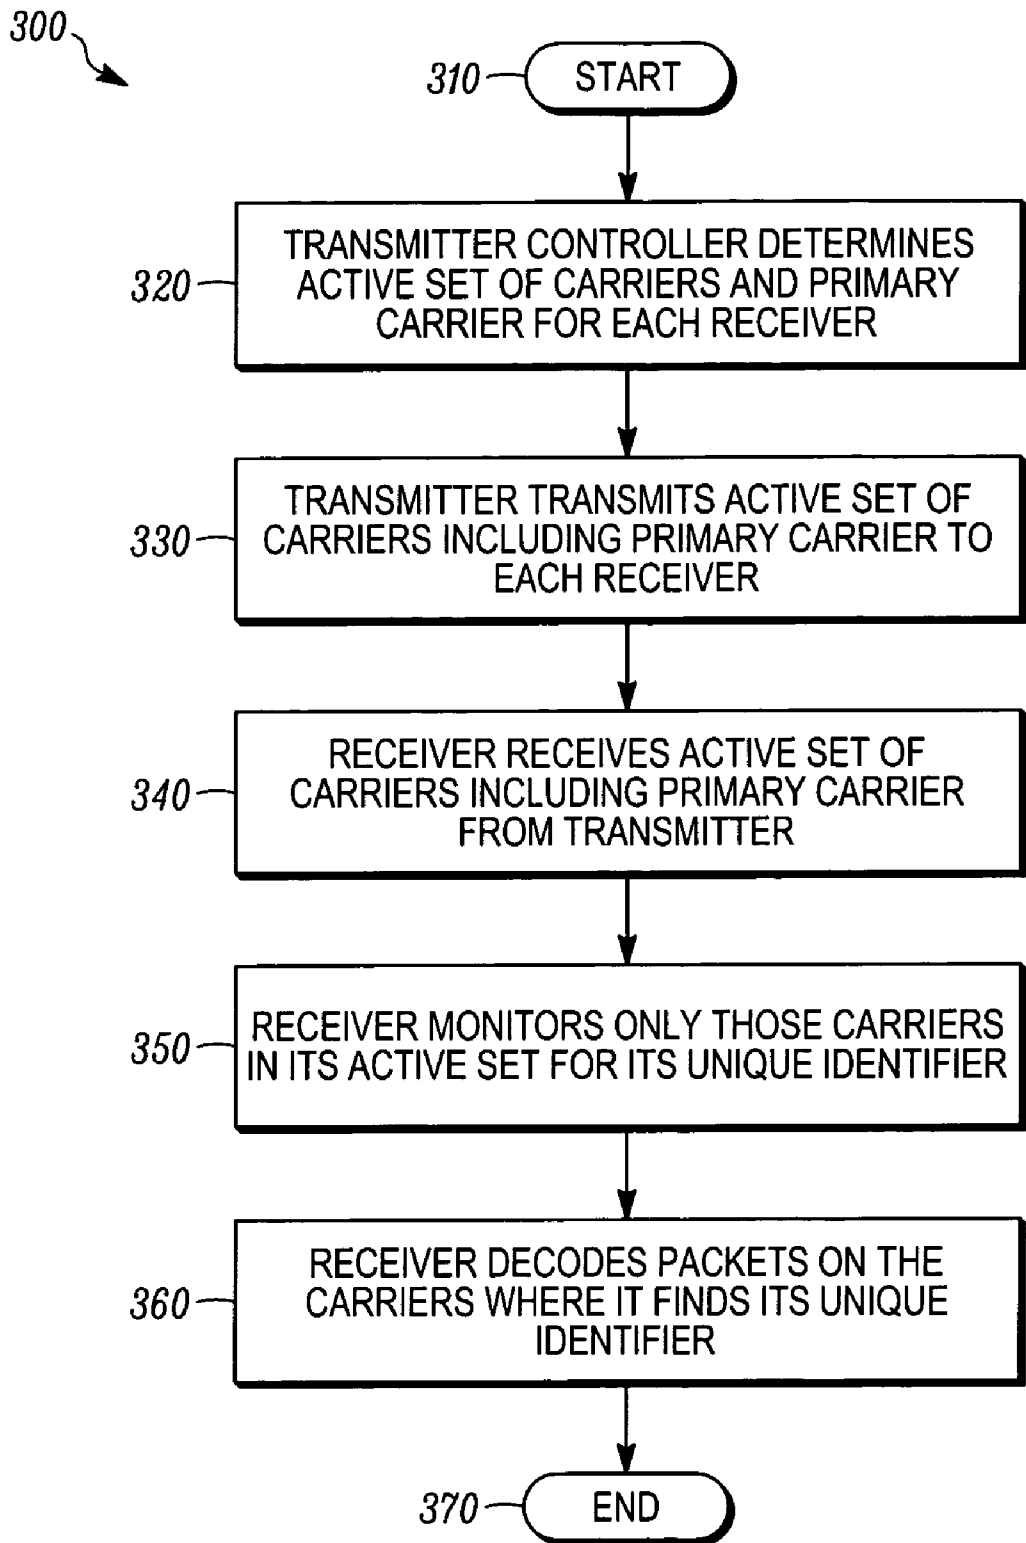 300
310
START
320
TRANSMITTER CONTROLLER DETERMINES
ACTIVE SET OF CARRIERS AND PRIMARY
CARRIER FOR EACH RECEIVER
330
TRANSMITTER TRANSMITS ACTIVE SET OF
CARRIERS INCLUDING PRIMARY CARRIER TO
EACH RECEIVER
340
RECEIVER RECEIVES ACTIVE SET OF
CARRIERS INCLUDING PRIMARY CARRIER
FROM TRANSMITTER
350
RECEIVER MONITORS ONLY THOSE CARRIERS
IN ITS ACTIVE SET FOR ITS UNIQUE IDENTIFIER
360
RECEIVER DECODES PACKETS ON THE
CARRIERS WHERE IT FINDS ITS UNIQUE
IDENTIFIER
370
END